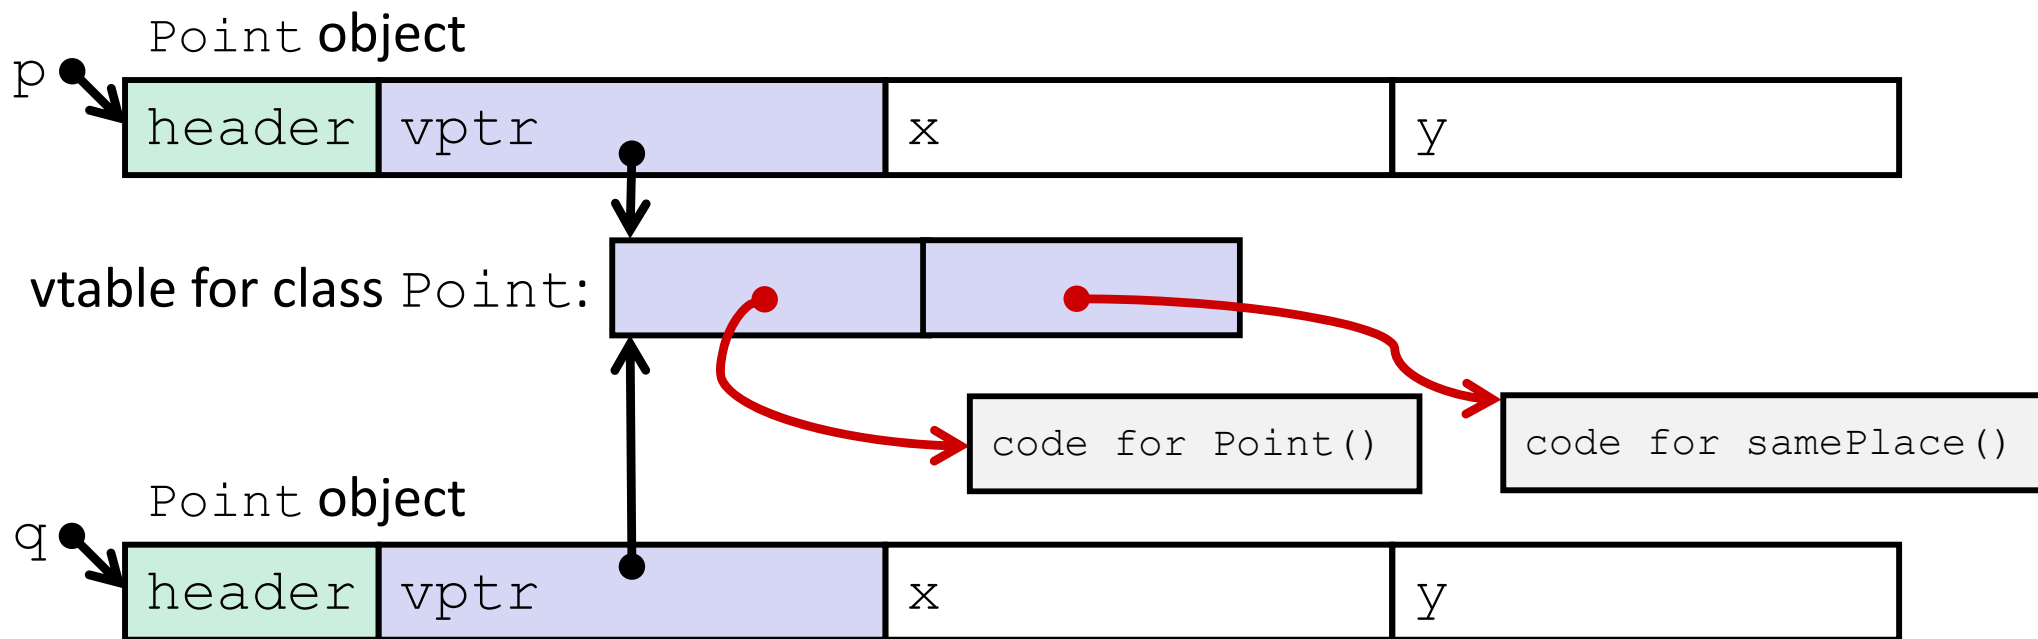 Point object
p
header vptr x y
vtable for class Point:
code for Point() code for samePlace()
Point object
q
header vptr x y